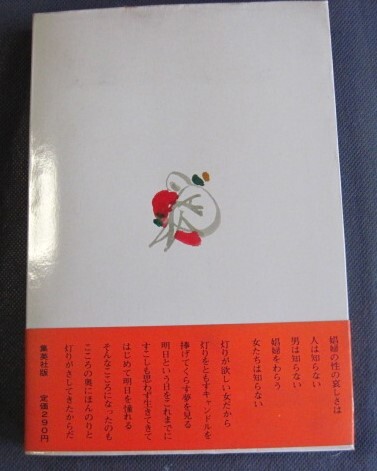 娼婦の性の哀しさは
人は知らない
男は知らない
娼婦をわらう
女たちは知らない
灯りが欲しい女だから
灯りをともすキャンドルを
捧げてくらす夢を見る
明日という日をこれまでに
すこしも思わず生きてきて
はじめて明日を憧れる
そんなこころになったのも
こころの奥にほんのりと
灯りがさしてきたからだ
集英社版
定価290円